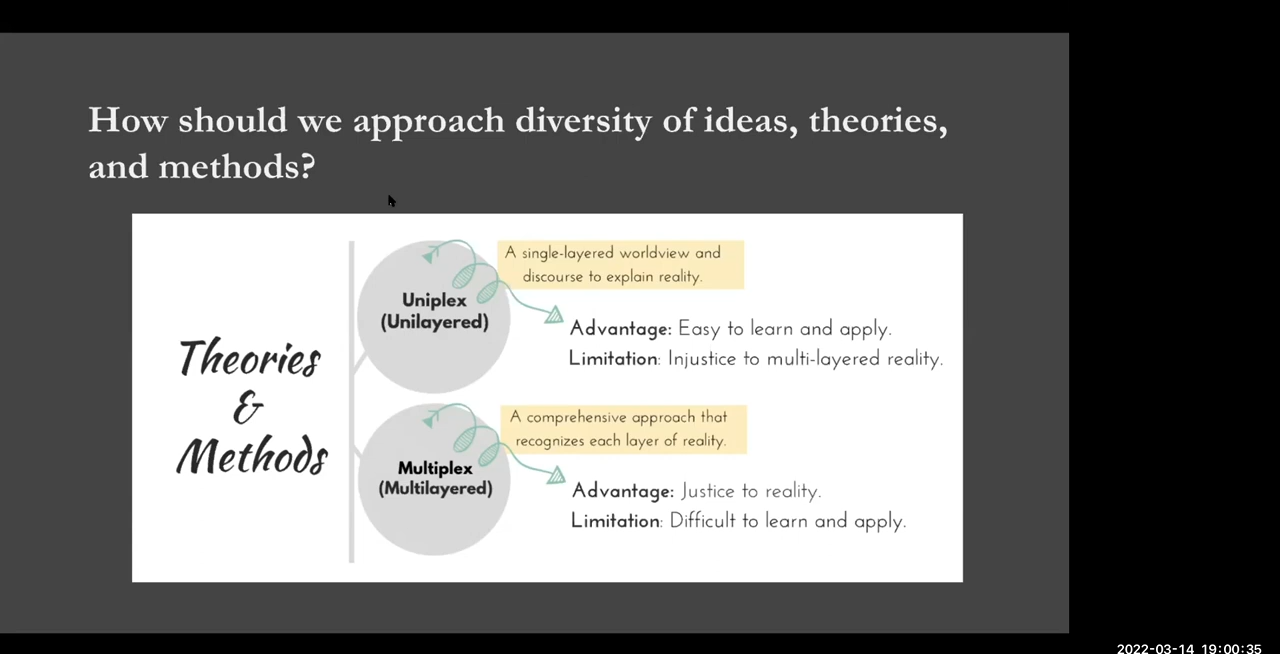 How should we approach diversity of ideas, theories,
and methods?
Theories
&
Methods
Uniplex
(Unilayered)
A single-layered worldview and
discourse to explain reality.
Advantage: Easy to learn and apply.
Limitation: Injustice to multi-layered reality.
Multiplex
(Multilayered)
A comprehensive approach that
recognizes each layer of reality.
Advantage: Justice to reality.
Limitation: Difficult to learn and apply.
2022-03-14 19:00:35